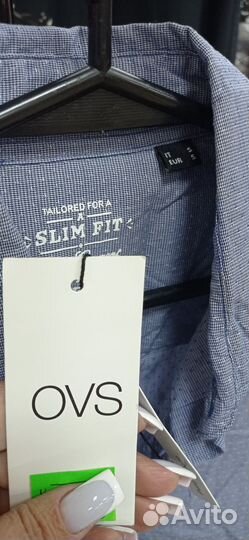 TAILORED FOR A
SLIM FIT
IT S
EUR S
OVS
Avito